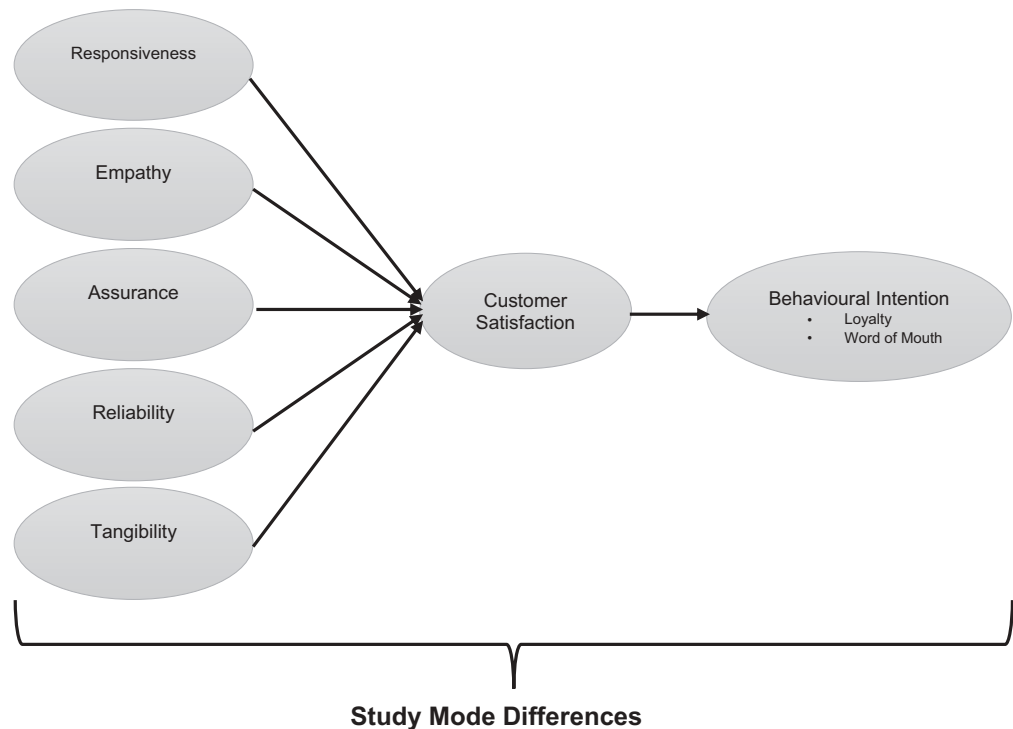 Responsiveness
Empathy
Assurance
Reliability
Tangibility
Customer
Satisfaction
Behavioural Intention
• Loyalty
• Word of Mouth
Study Mode Differences